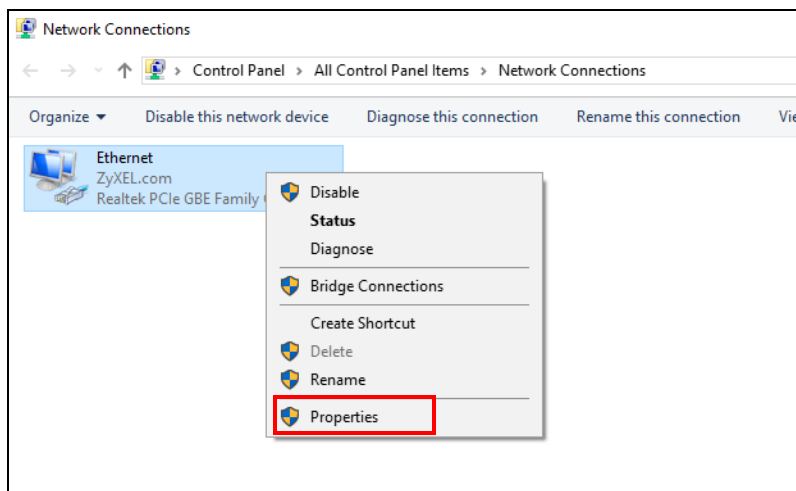 Network Connections
Control Panel > All Control Panel Items > Network Connections
Organize Disable this network device Diagnose this connection Rename this connection
Ethernet
ZyXEL.com
Realtek PCIe GBE Family
Disable
Status
Diagnose
Bridge Connections
Create Shortcut
Delete
Rename
Properties